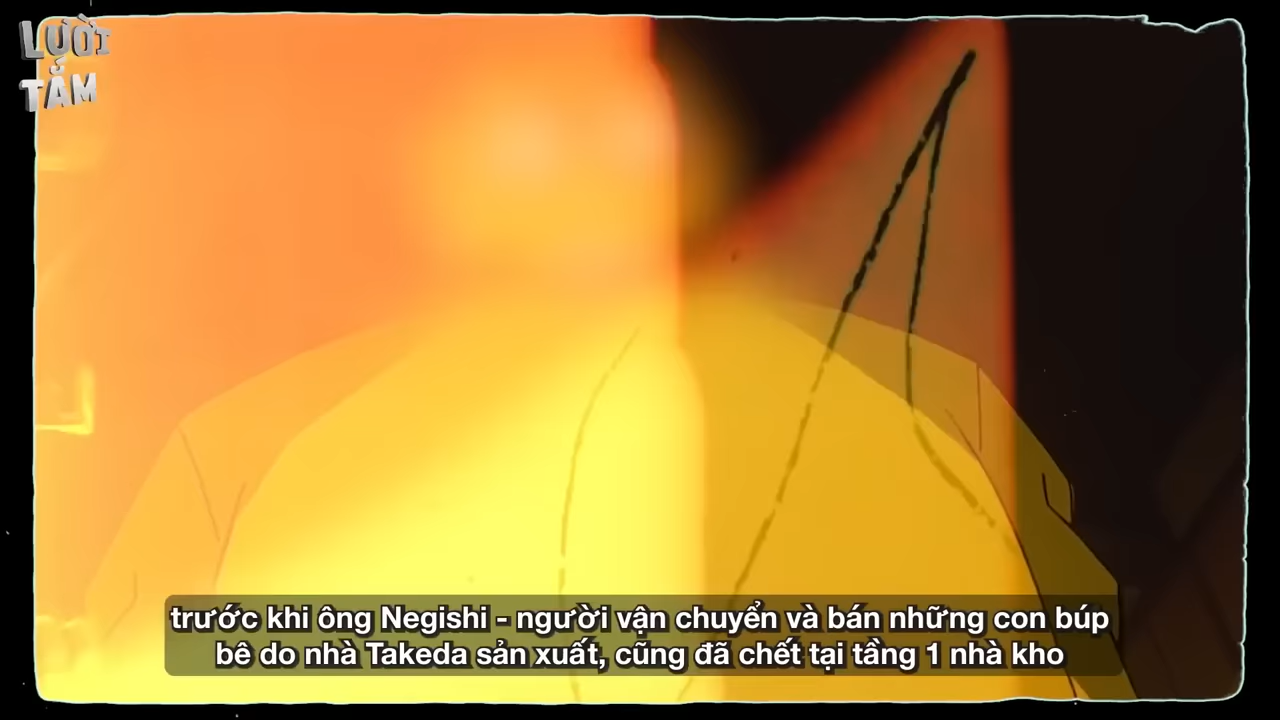 LƯỜI
TẮM
trước khi ông Negishi - người vận chuyển và bán những con búp
bê do nhà Takeda sản xuất, cũng đã chết tại tầng 1 nhà kho